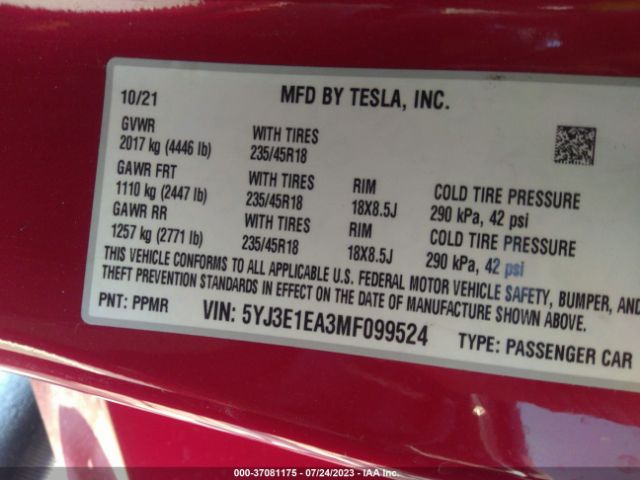 10/21 MFD BY TESLA, INC.
GVWR
2017 kg (4446 lb) WITH TIRES 235/45R18
GAWR FRT
1110 kg (2447 lb) WITH TIRES 235/45R18 RIM 18X8.5J COLD TIRE PRESSURE 290 kPa, 42 psi
GAWR RR
1257 kg (2771 lb) WITH TIRES 235/45R18 RIM 18X8.5J COLD TIRE PRESSURE 290 kPa, 42 psi
THIS VEHICLE CONFORMS TO ALL APPLICABLE U.S. FEDERAL MOTOR VEHICLE SAFETY, BUMPER, AND
THEFT PREVENTION STANDARDS IN EFFECT ON THE DATE OF MANUFACTURE SHOWN ABOVE.
PNT: PPMR VIN: 5YJ3E1EA3MF099524 TYPE: PASSENGER CAR
000-37081175 - 07/24/2023 - IAA Inc.